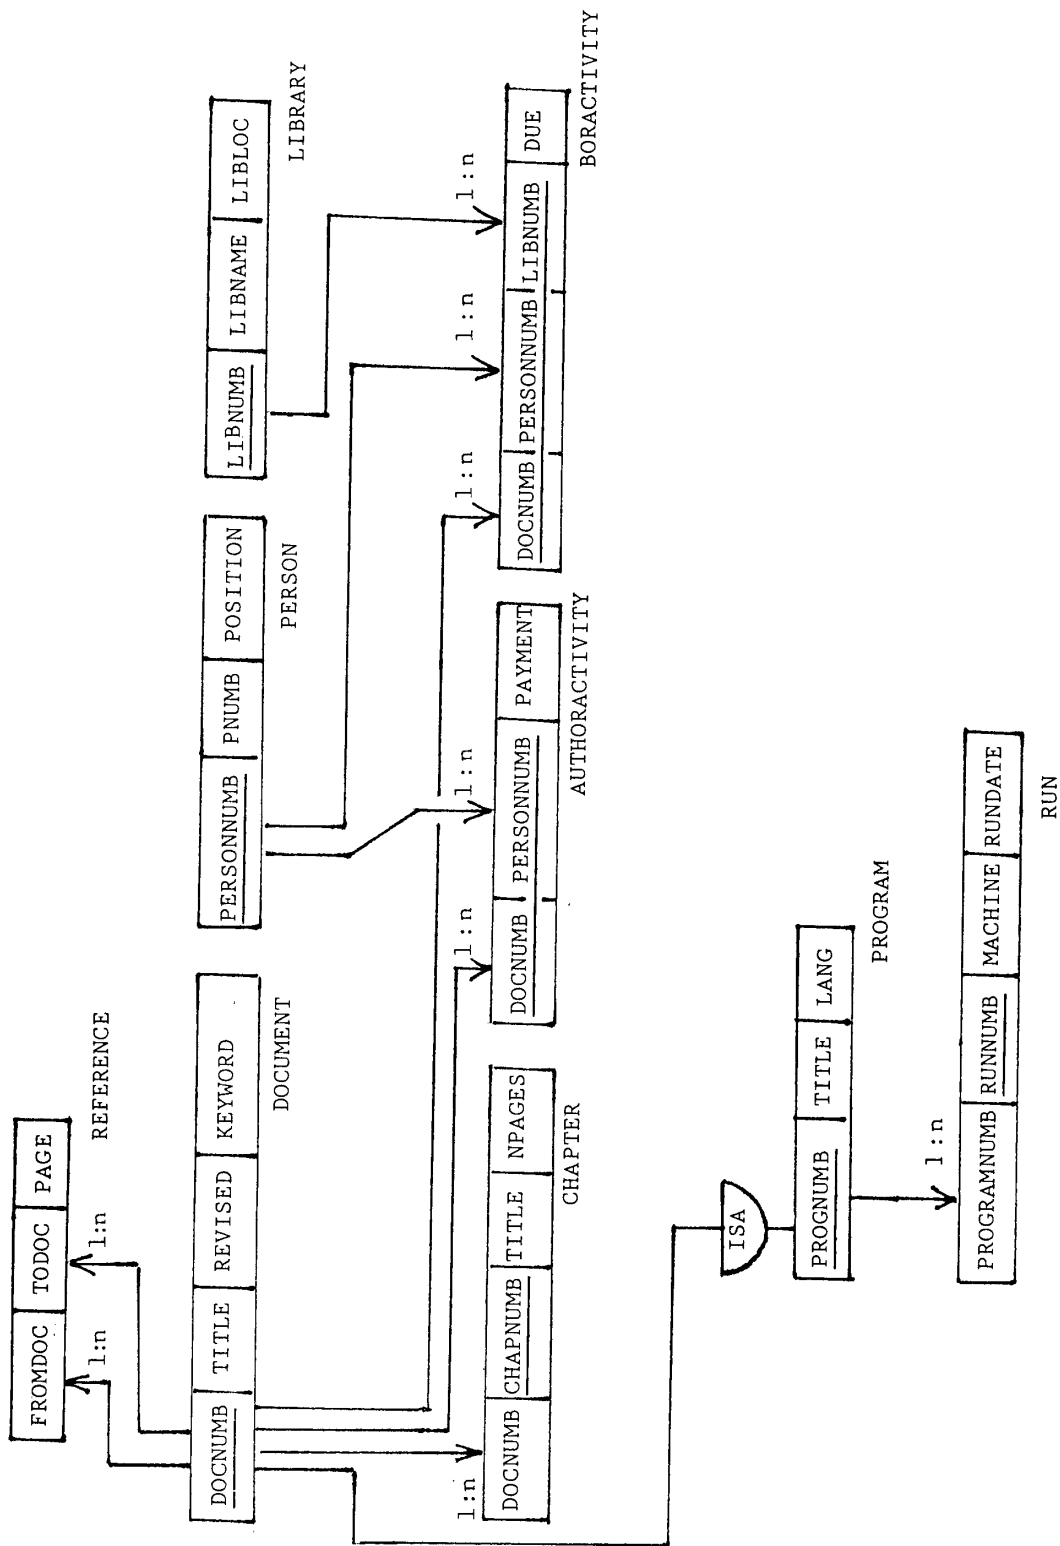 FROMDOC TODOC PAGE
REFERENCE
1:n 1:n
DOCNUMB TITLE REVISED KEYWORD
DOCUMENT
PERSONNUMB PNUMB POSITION
PERSON
LIBNUMB LIBNAME LIBLOC
LIBRARY
1:n 1:n 1:n 1:n 1:n 1:n
DOCNUMB CHAPNUMB TITLE NPAGES
CHAPTER
DOCNUMB PERSONNUMB PAYMENT
AUTHORACTIVITY
DOCNUMB PERSONNUMB LIBNUMB DUE
BORACTIVITY
ISA
PROGNUMB TITLE LANG
PROGRAM
1:n
PROGRAMNUMB RUNNUMB MACHINE RUNDATE
RUN